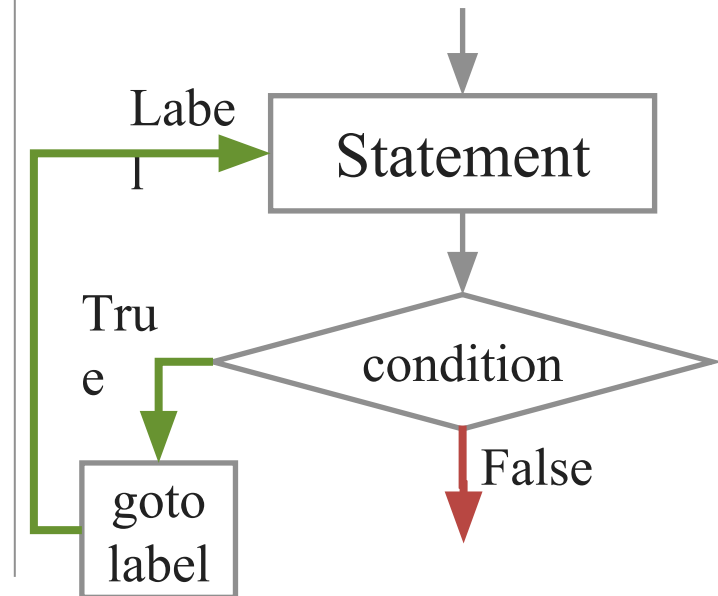 Labe
l
Statement
Tru
e
condition
False
goto
label